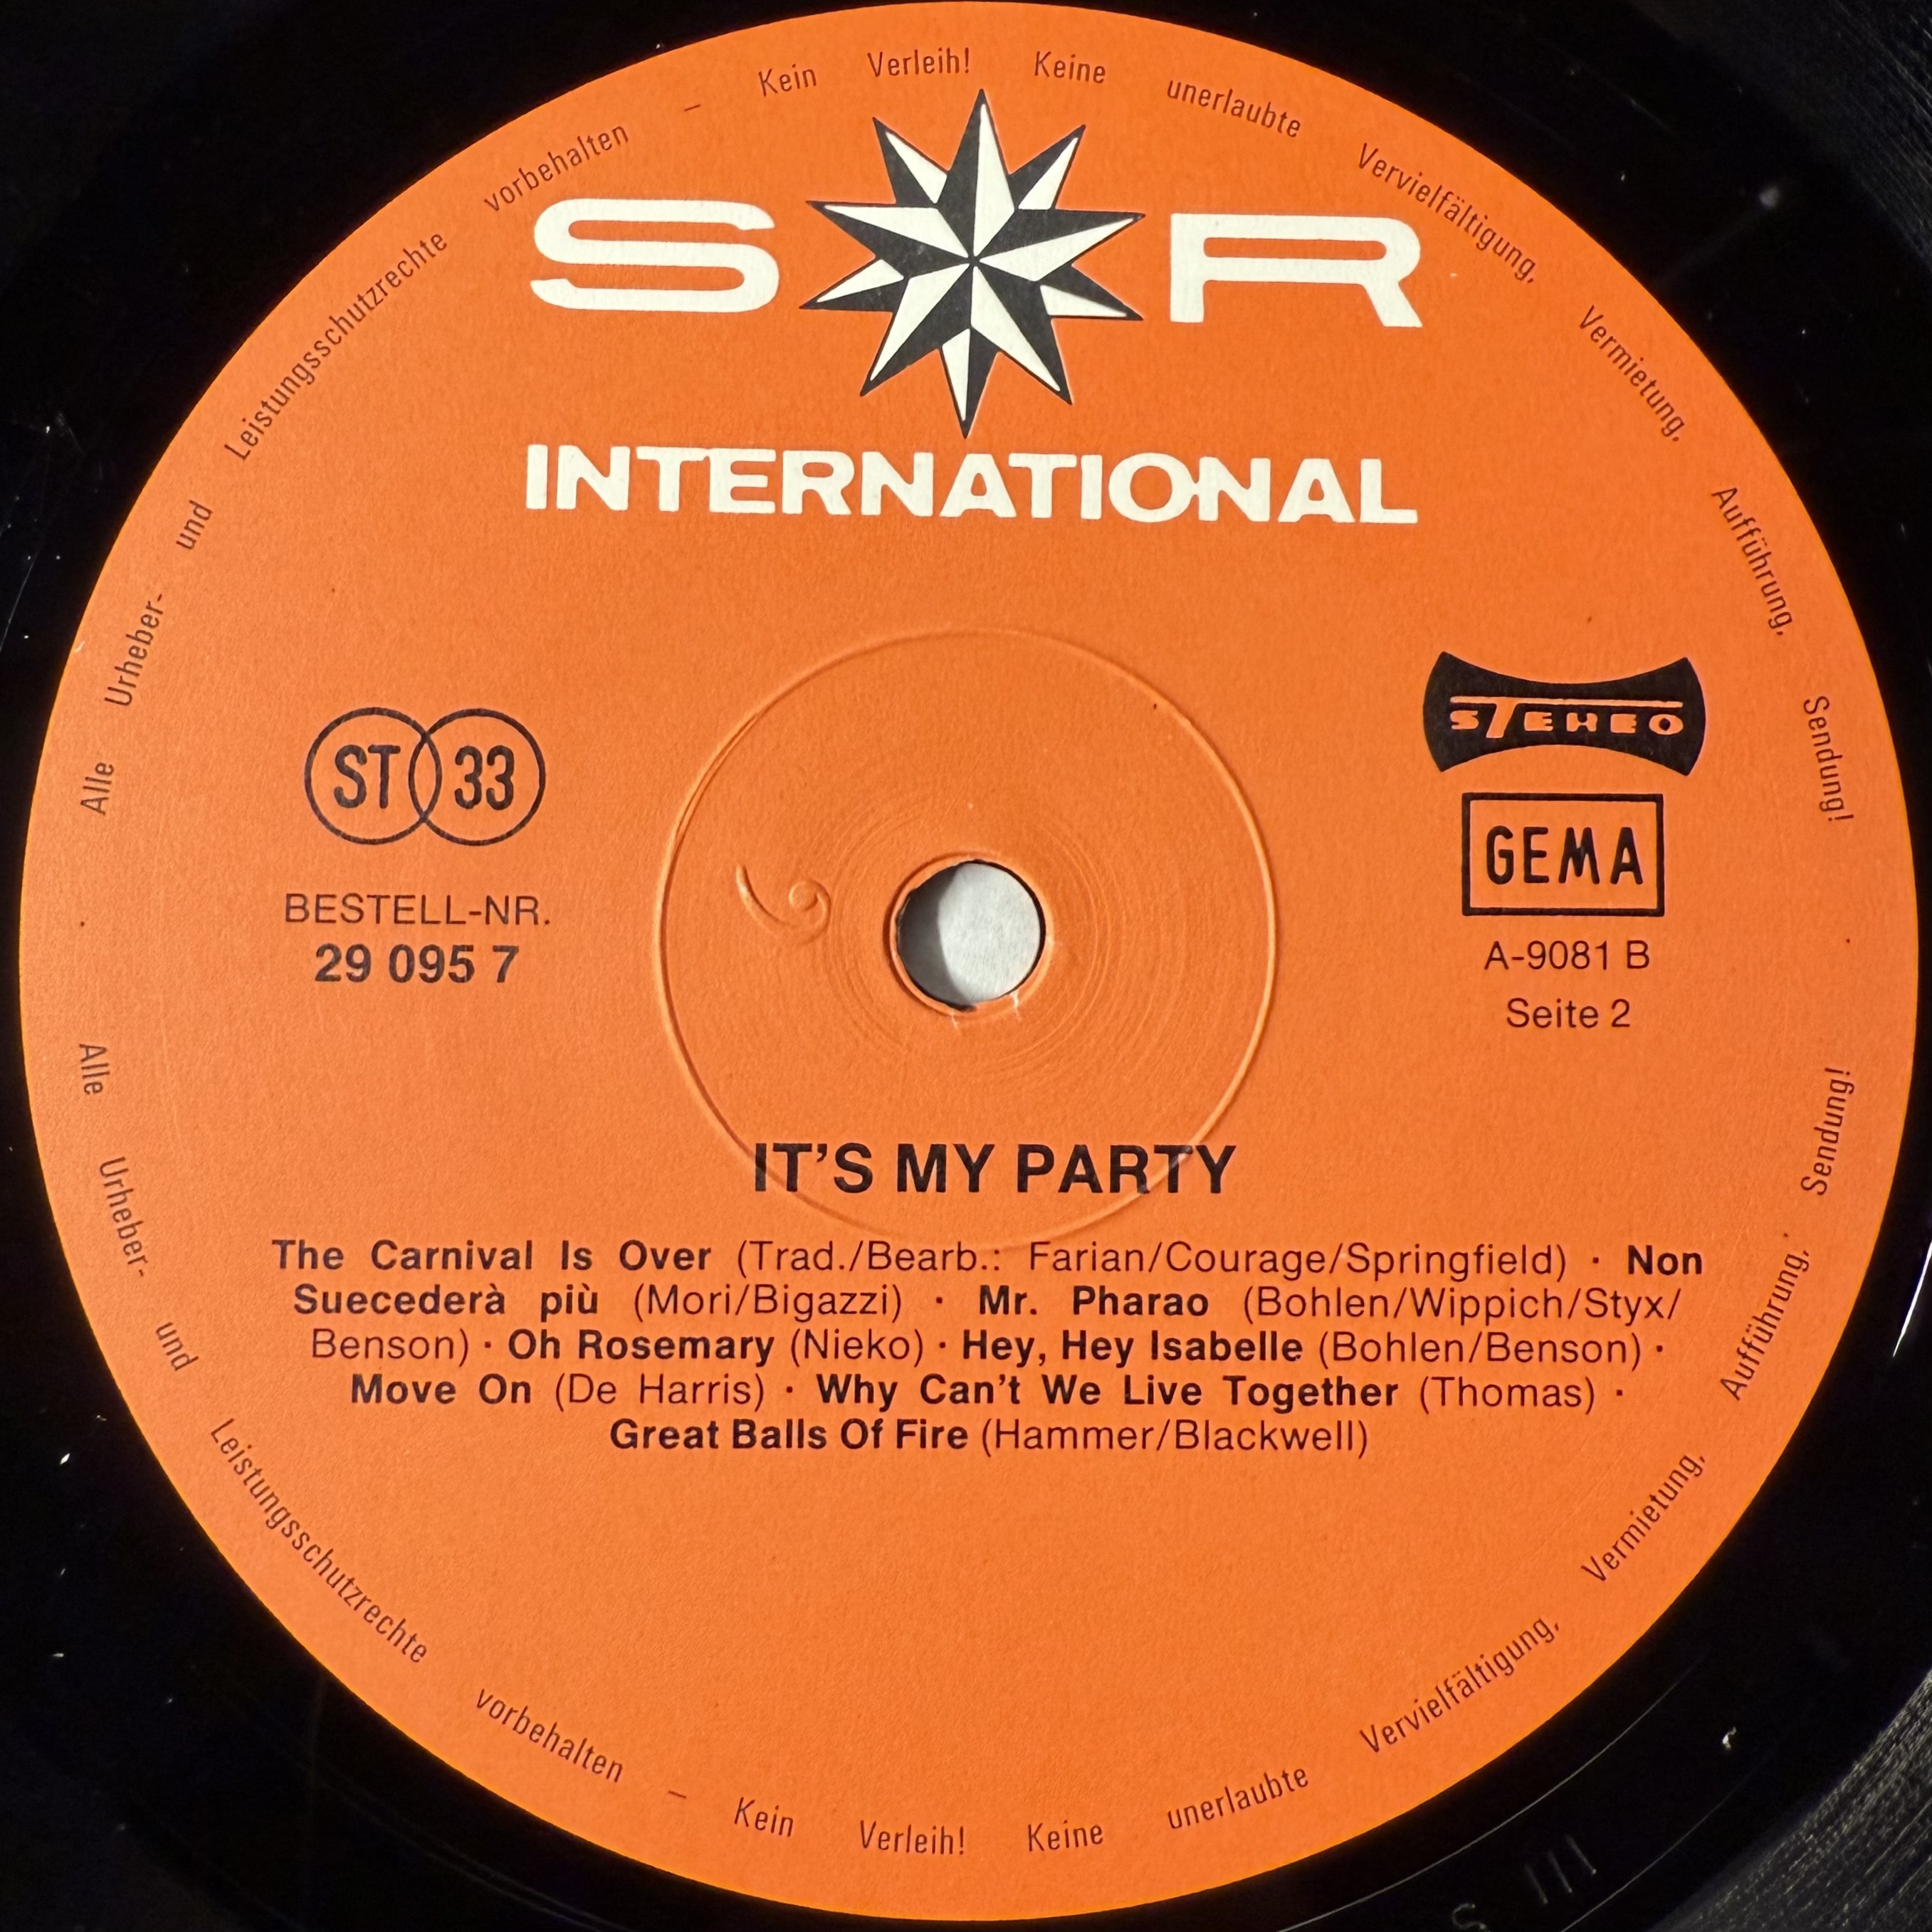 Alle Urheber- und Leistungsschutzrechte vorbehalten – Kein Verleih! Keine unerlaubte Vervielfältigung, Vermietung, Aufführung, Sendung!
S R
INTERNATIONAL
ST 33
BESTELL-NR.
29 095 7
STEREO
GEMA
A-9081 B
Seite 2
IT'S MY PARTY
The Carnival Is Over (Trad./Bearb.: Farian/Courage/Springfield) · Non
Suecederà più (Mori/Bigazzi) · Mr. Pharao (Bohlen/Wippich/Styx/
Benson) · Oh Rosemary (Nieko) · Hey, Hey Isabelle (Bohlen/Benson) ·
Move On (De Harris) · Why Can't We Live Together (Thomas) ·
Great Balls Of Fire (Hammer/Blackwell)
Alle Urheber- und Leistungsschutzrechte vorbehalten – Kein Verleih! Keine unerlaubte Vervielfältigung, Vermietung, Aufführung, Sendung!